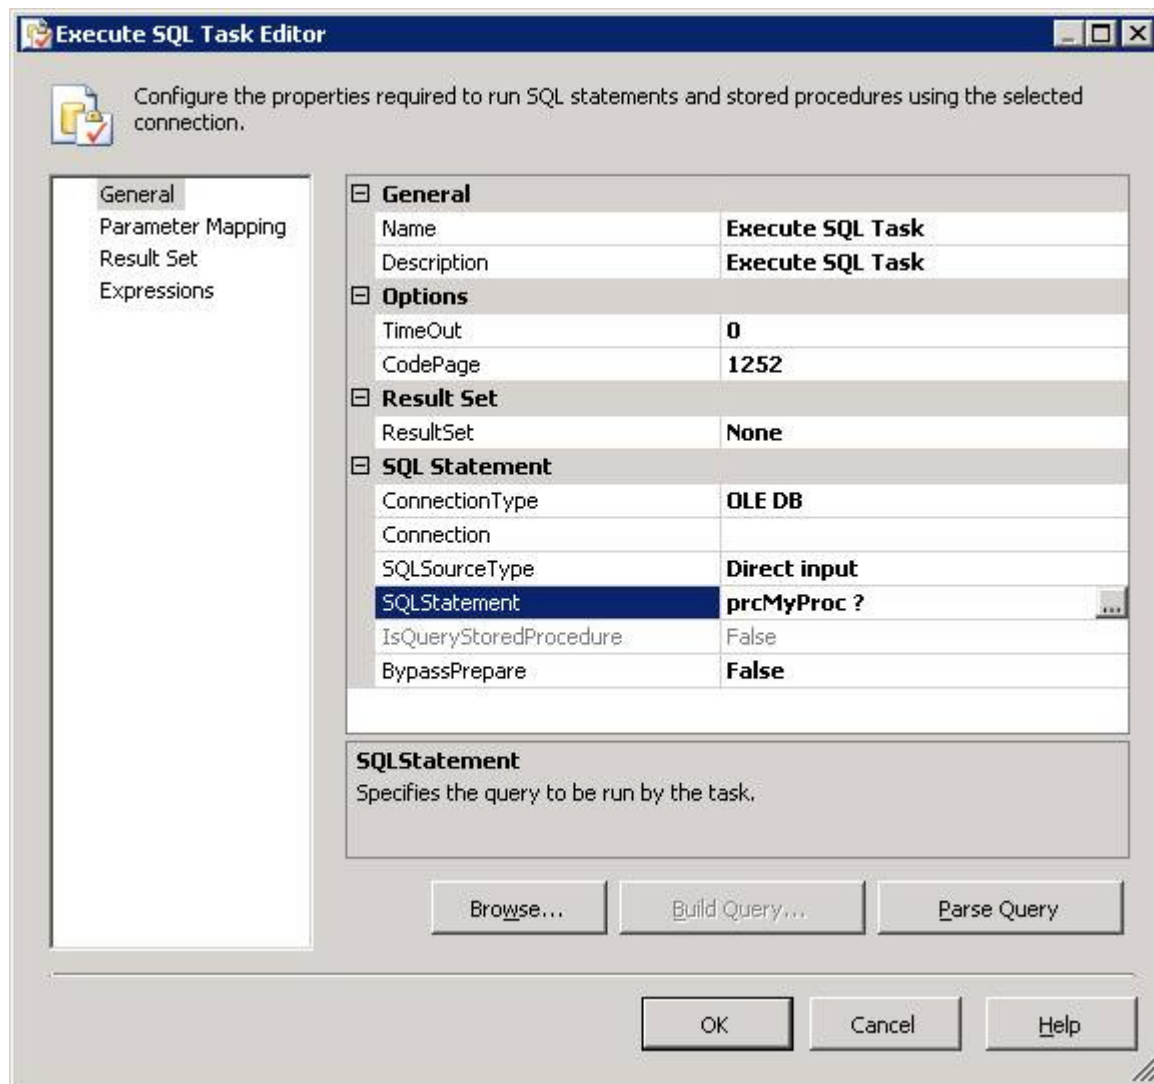 Execute SQL Task Editor
Configure the properties required to run SQL statements and stored procedures using the selected
connection.
General
Parameter Mapping
Result Set
Expressions
General
Name Execute SQL Task
Description Execute SQL Task
Options
TimeOut 0
CodePage 1252
Result Set
ResultSet None
SQL Statement
ConnectionType OLE DB
Connection
SQLSourceType Direct input
SQLStatement prcMyProc ? ...
IsQueryStoredProcedure False
BypassPrepare False
SQLStatement
Specifies the query to be run by the task.
Browse... Build Query... Parse Query
OK Cancel Help